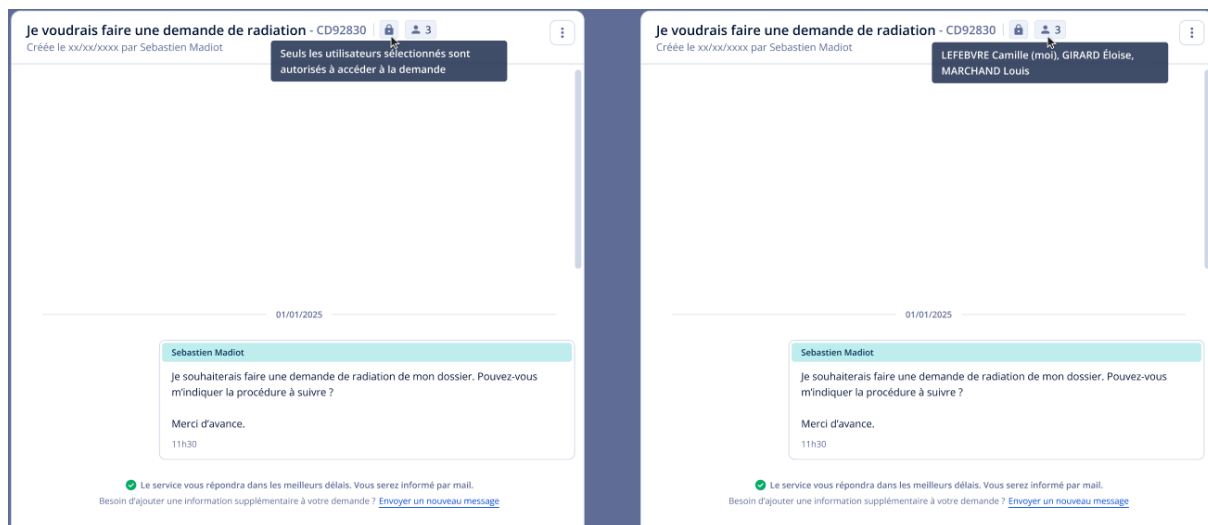 Je voudrais faire une demande de radiation - CD92830 3
Créée le xx/xx/xxxx par Sebastien Madiot
Seuls les utilisateurs sélectionnés sont
autorisés à accéder à la demande
01/01/2025
Sebastien Madiot
Je souhaiterais faire une demande de radiation de mon dossier. Pouvez-vous
m'indiquer la procédure à suivre ?
Merci d'avance.
11h30
Le service vous répondra dans les meilleurs délais. Vous serez informé par mail.
Besoin d'ajouter une information supplémentaire à votre demande ? Envoyer un nouveau message
Je voudrais faire une demande de radiation - CD92830 3
Créée le xx/xx/xxxx par Sebastien Madiot
LEFEBVRE Camille (moi), GIRARD Éloise,
MARCHAND Louis
01/01/2025
Sebastien Madiot
Je souhaiterais faire une demande de radiation de mon dossier. Pouvez-vous
m'indiquer la procédure à suivre ?
Merci d'avance.
11h30
Le service vous répondra dans les meilleurs délais. Vous serez informé par mail.
Besoin d'ajouter une information supplémentaire à votre demande ? Envoyer un nouveau message